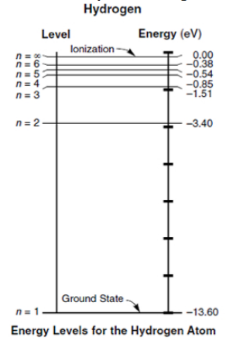 Hydrogen
Level Energy (eV)
Ionization
n = ∞ 0.00
n = 6 -0.38
n = 5 -0.54
n = 4 -0.85
n = 3 -1.51
n = 2 -3.40
Ground State
n = 1 -13.60
Energy Levels for the Hydrogen Atom